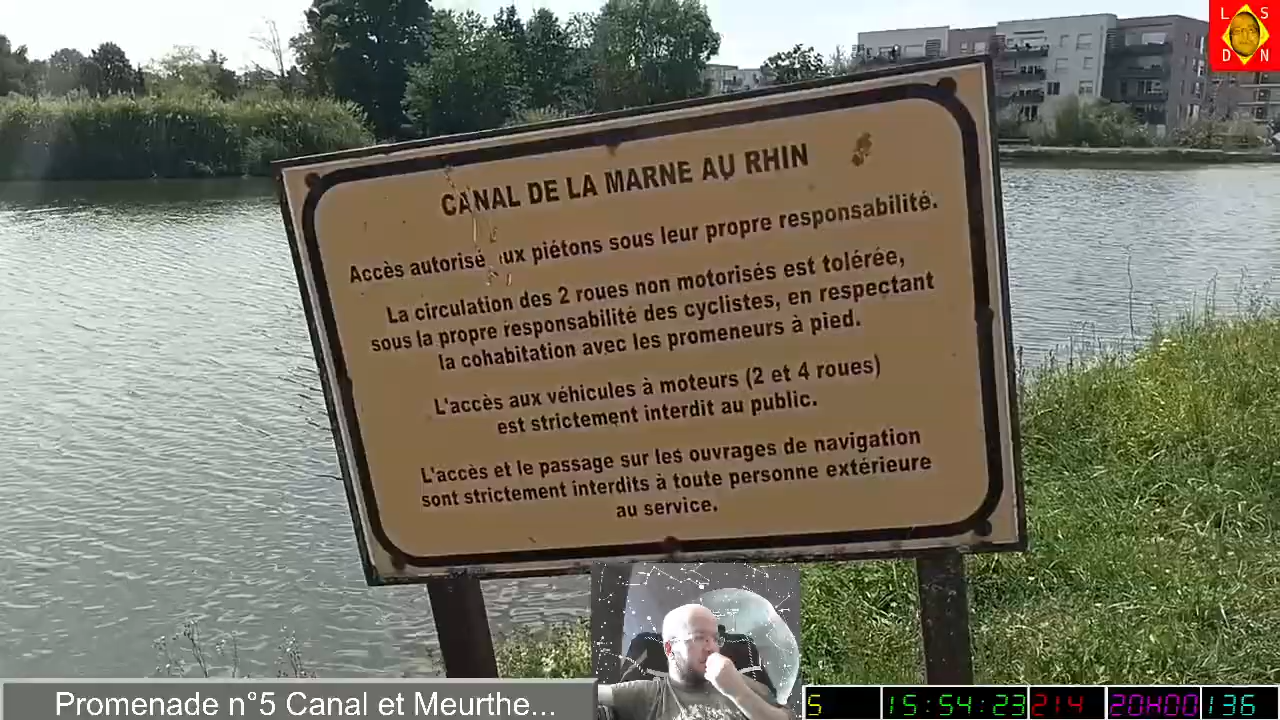 L S
D N
CANAL DE LA MARNE AU RHIN
Accès autorisé aux piétons sous leur propre responsabilité.
La circulation des 2 roues non motorisés est tolérée,
sous la propre responsabilité des cyclistes, en respectant
la cohabitation avec les promeneurs à pied.
L'accès aux véhicules à moteurs (2 et 4 roues)
est strictement interdit au public.
L'accès et le passage sur les ouvrages de navigation
sont strictement interdits à toute personne extérieure
au service.
Promenade n°5 Canal et Meurthe...
S 15:54:23 214 20H00 136